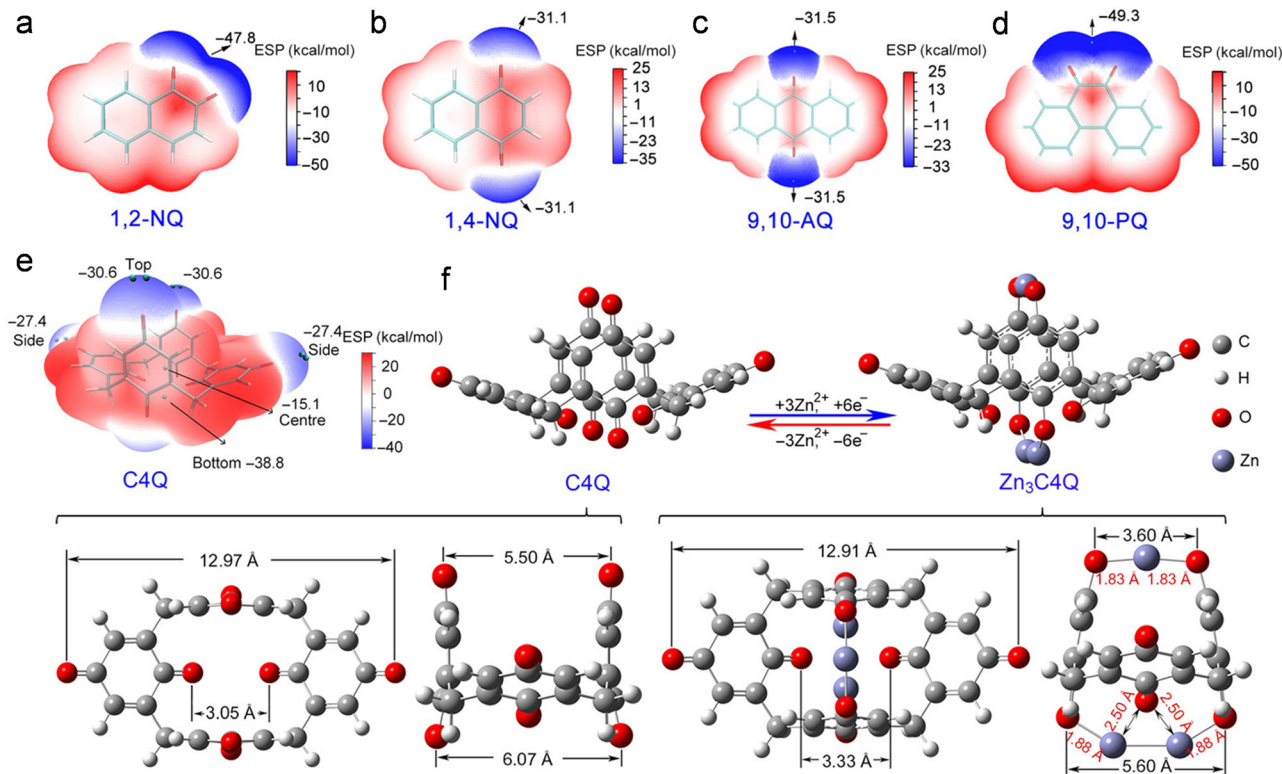 a
−47.8
ESP (kcal/mol)
10
−10
−30
−50
1,2-NQ
b
−31.1
ESP (kcal/mol)
25
13
1
−11
−23
−35
−31.1
1,4-NQ
c
−31.5
ESP (kcal/mol)
25
13
1
−11
−23
−33
−31.5
9,10-AQ
d
−49.3
ESP (kcal/mol)
10
−10
−30
−50
9,10-PQ
e
−30.6
Top
−30.6
−27.4
Side
−27.4
Side
ESP (kcal/mol)
20
0
−20
−40
−15.1
Centre
Bottom −38.8
C4Q
f
+3Zn,²⁺ +6e⁻
−3Zn,²⁺ −6e⁻
C4Q
Zn₃C4Q
C
H
O
Zn
12.97 Å
3.05 Å
5.50 Å
6.07 Å
12.91 Å
3.33 Å
3.60 Å
1.83 Å 1.83 Å
2.50 Å
2.50 Å
1.88 Å
1.88 Å
5.60 Å